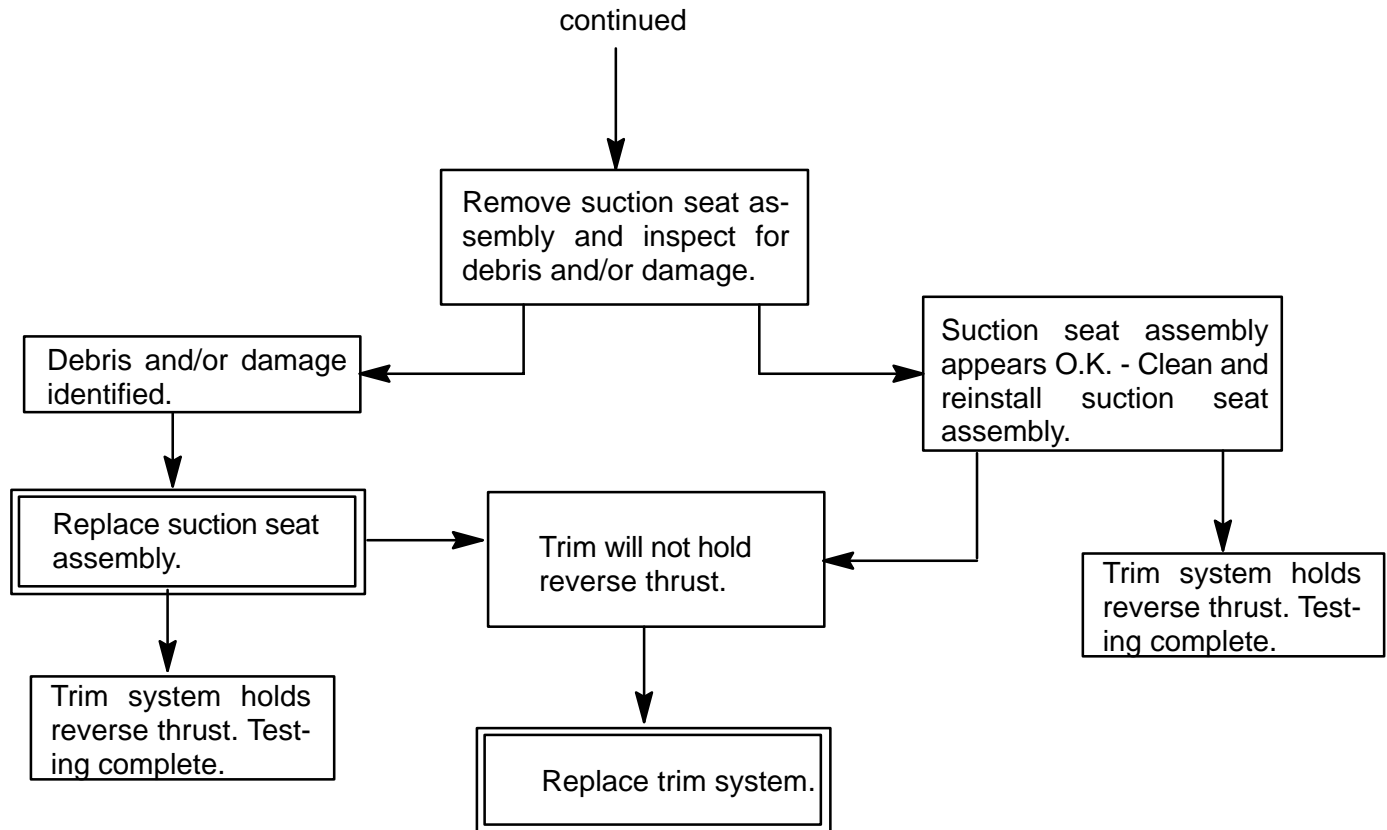 continued
Remove suction seat as-
sembly and inspect for
debris and/or damage.
Debris and/or damage
identified.
Suction seat assembly
appears O.K. - Clean and
reinstall suction seat
assembly.
Replace suction seat
assembly.
Trim will not hold
reverse thrust.
Trim system holds
reverse thrust. Test-
ing complete.
Trim system holds
reverse thrust. Test-
ing complete.
Replace trim system.